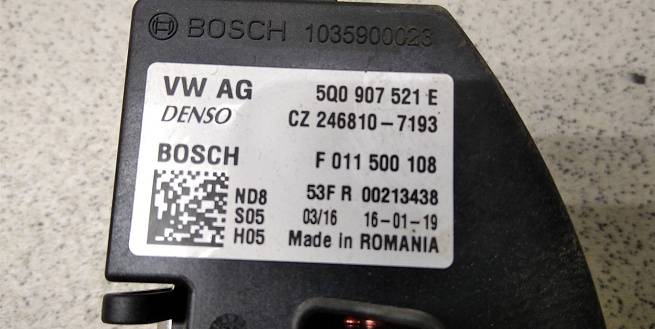 BOSCH 1035900023
VW AG 5Q0 907 521 E
DENSO CZ 246810-7193
BOSCH F 011 500 108
ND8 53F R 00213438
S05 03/16 16-01-19
H05 Made in ROMANIA